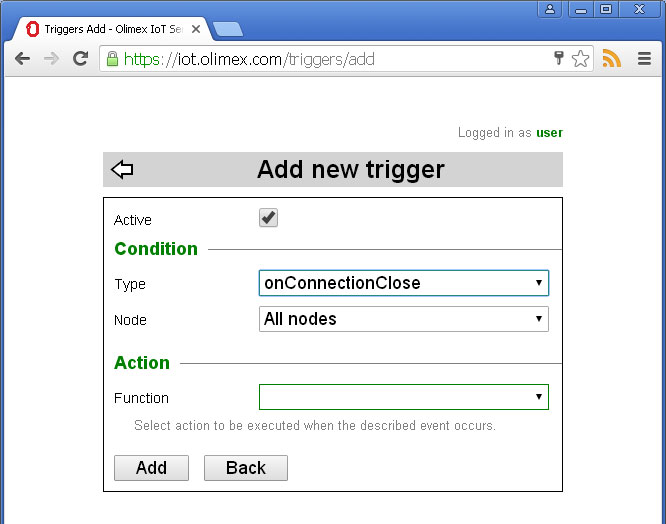 Triggers Add - Olimex IoT Se
https://iot.olimex.com/triggers/add
Logged in as user
Add new trigger
Active
Condition
Type onConnectionClose
Node All nodes
Action
Function
Select action to be executed when the described event occurs.
Add Back